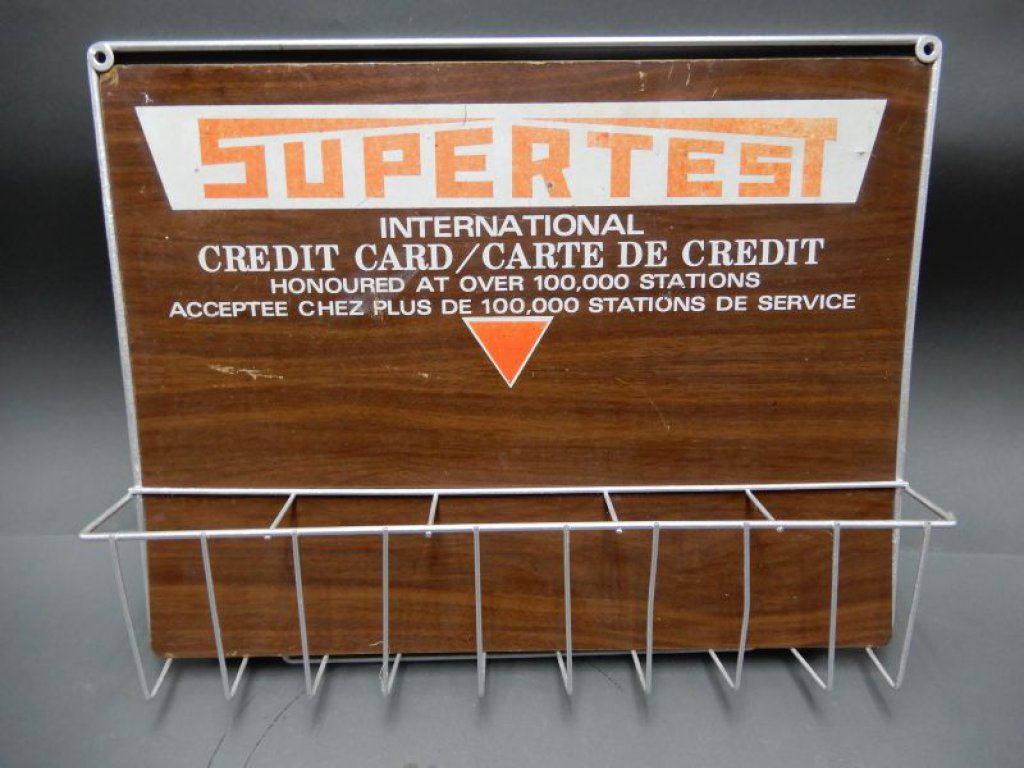 SUPERTEST
INTERNATIONAL
CREDIT CARD/CARTE DE CREDIT
HONOURED AT OVER 100,000 STATIONS
ACCEPTEE CHEZ PLUS DE 100,000 STATIONS DE SERVICE